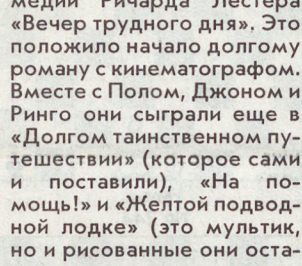 медии Ричарда Лестера
«Вечер трудного дня». Это
положило начало долгому
роману с кинематографом.
Вместе с Полом, Джоном и
Ринго они сыграли еще в
«Долгом таинственном пу-
тешествии» (которое сами
и поставили), «На по-
мощь!» и «Желтой подвод-
ной лодке» (это мультик,
но и рисованные они оста-